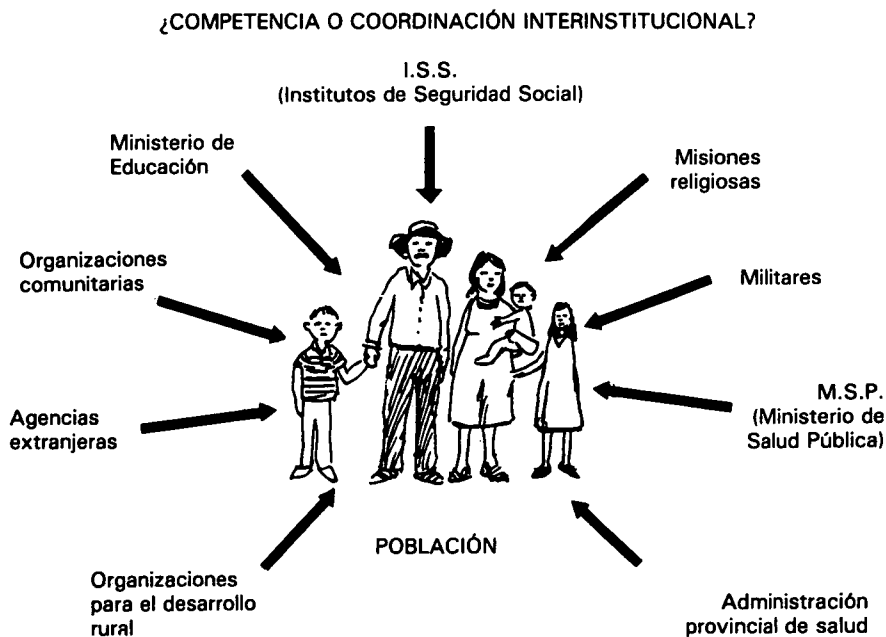 ¿COMPETENCIA O COORDINACIÓN INTERINSTITUCIONAL?
I.S.S.
(Institutos de Seguridad Social)
Ministerio de
Educación
Misiones
religiosas
Organizaciones
comunitarias
Militares
Agencias
extranjeras
M.S.P.
(Ministerio de
Salud Pública)
POBLACIÓN
Organizaciones
para el desarrollo
rural
Administración
provincial de salud